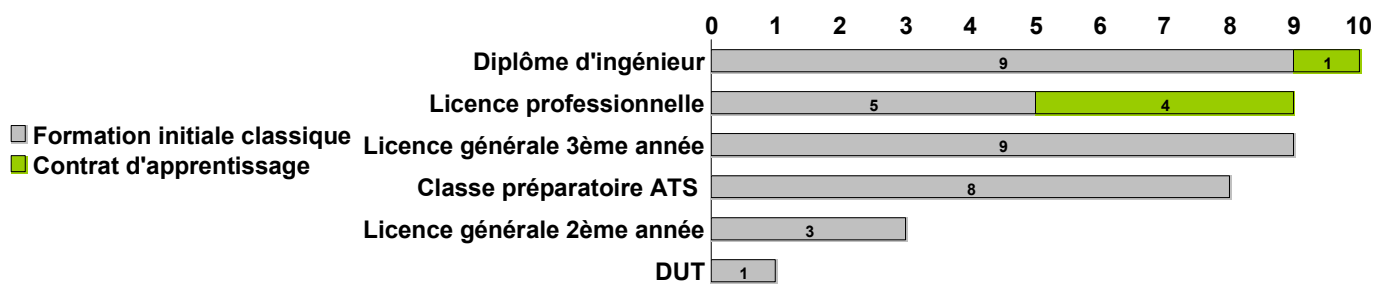 0 1 2 3 4 5 6 7 8 9 10
Diplôme d'ingénieur 9 1
Licence professionnelle 5 4
Formation initiale classique
Licence générale 3ème année 9
Contrat d'apprentissage
Classe préparatoire ATS 8
Licence générale 2ème année 3
DUT 1